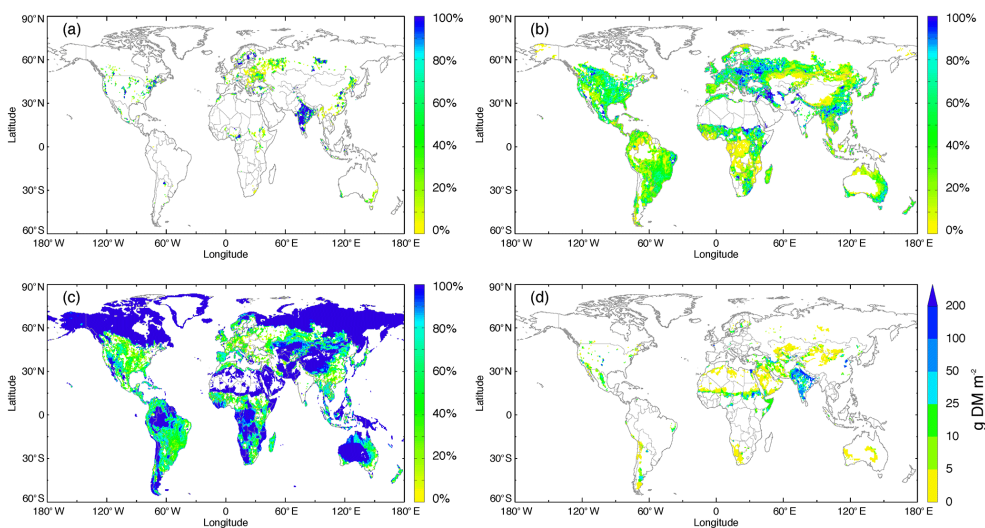 (a)
90° N
60° N
30° N
0
30° S
60° S
Latitude
180° W
120° W
60° W
0
60° E
120° E
180° E
Longitude
100%
80%
60%
40%
20%
0%
(b)
90° N
60° N
30° N
0
30° S
60° S
Latitude
180° W
120° W
60° W
0
60° E
120° E
180° E
Longitude
100%
80%
60%
40%
20%
0%
(c)
90° N
60° N
30° N
0
30° S
60° S
Latitude
180° W
120° W
60° W
0
60° E
120° E
180° E
Longitude
100%
80%
60%
40%
20%
0%
(d)
90° N
60° N
30° N
0
30° S
60° S
Latitude
180° W
120° W
60° W
0
60° E
120° E
180° E
Longitude
200
100
50
25
10
5
0
g DM m⁻²